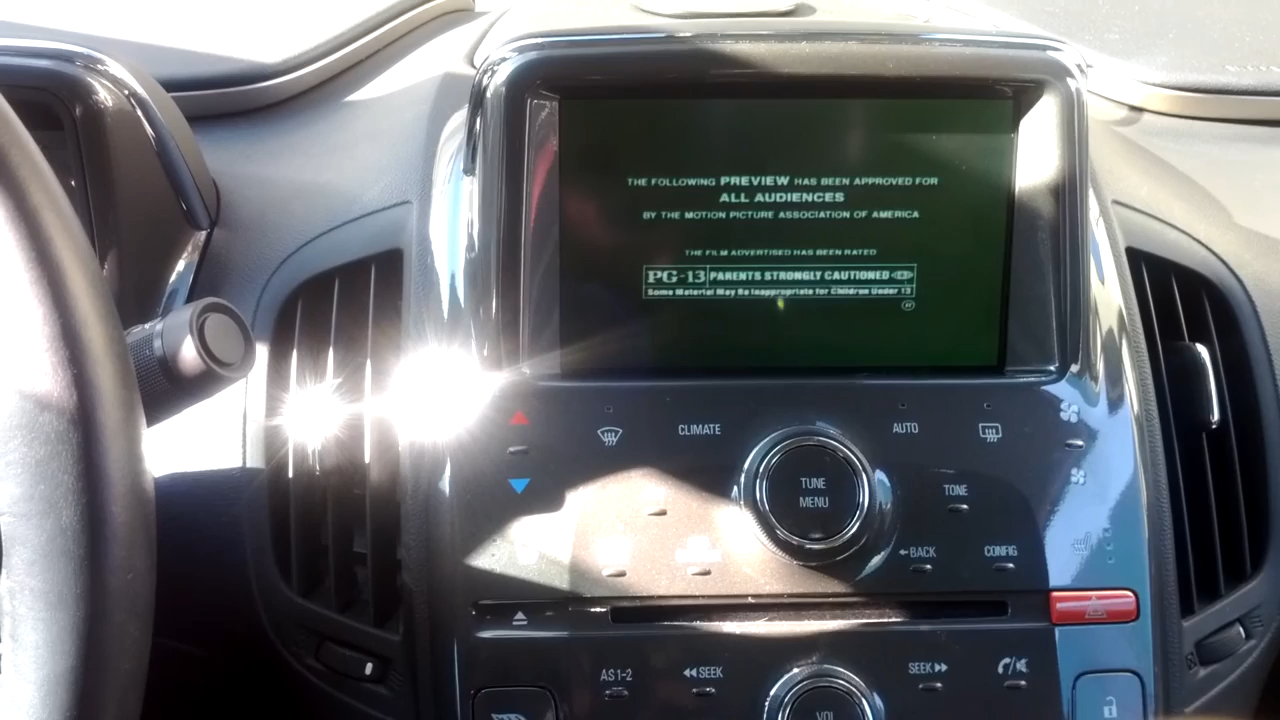 THE FOLLOWING PREVIEW HAS BEEN APPROVED FOR
ALL AUDIENCES
BY THE MOTION PICTURE ASSOCIATION OF AMERICA
THE FILM ADVERTISED HAS BEEN RATED
PG-13 PARENTS STRONGLY CAUTIONED
Some Material May Be Inappropriate for Children Under 13
CLIMATE
AUTO
TUNE
MENU
TONE
BACK
CONFIG
AS 1-2
SEEK
SEEK
VOL